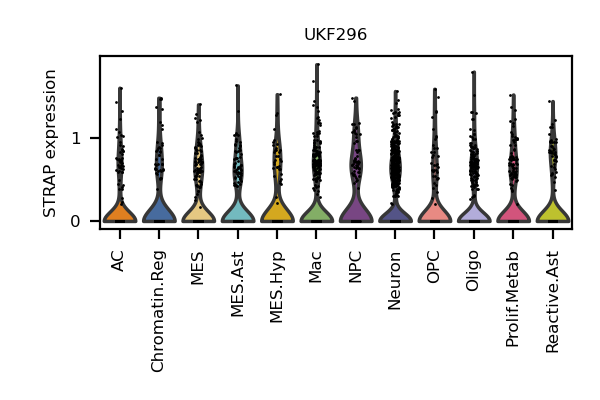 UKF296
STRAP expression
1
0
AC
Chromatin.Reg
MES
MES.Ast
MES.Hyp
Mac
NPC
Neuron
OPC
Oligo
Prolif.Metab
Reactive.Ast